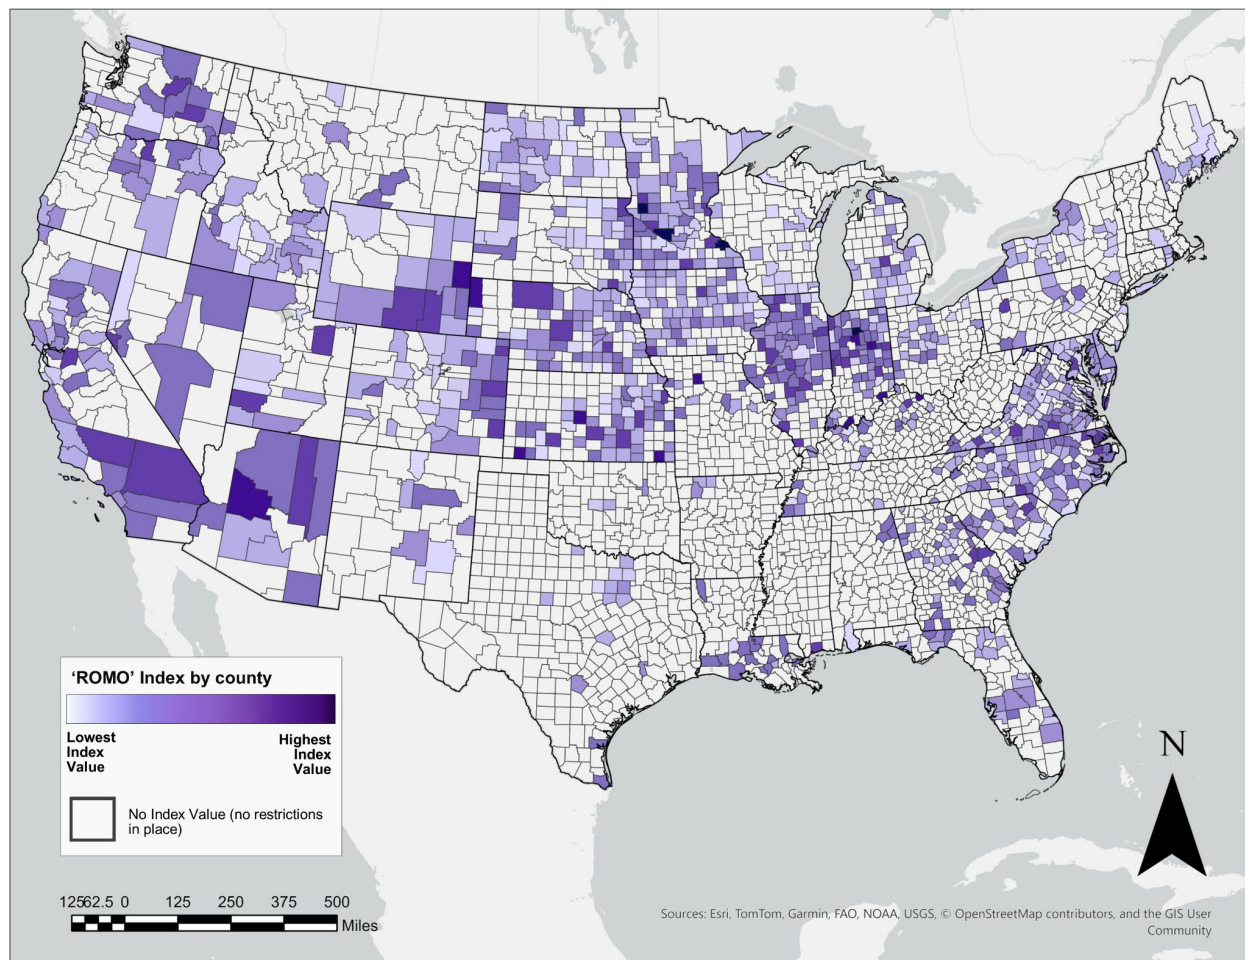 ‘ROMO’ Index by county
Lowest
Index
Value
Highest
Index
Value
No Index Value (no restrictions
in place)
N
12562.5 0 125 250 375 500
Miles
Sources: Esri, TomTom, Garmin, FAO, NOAA, USGS, © OpenStreetMap contributors, and the GIS User
Community